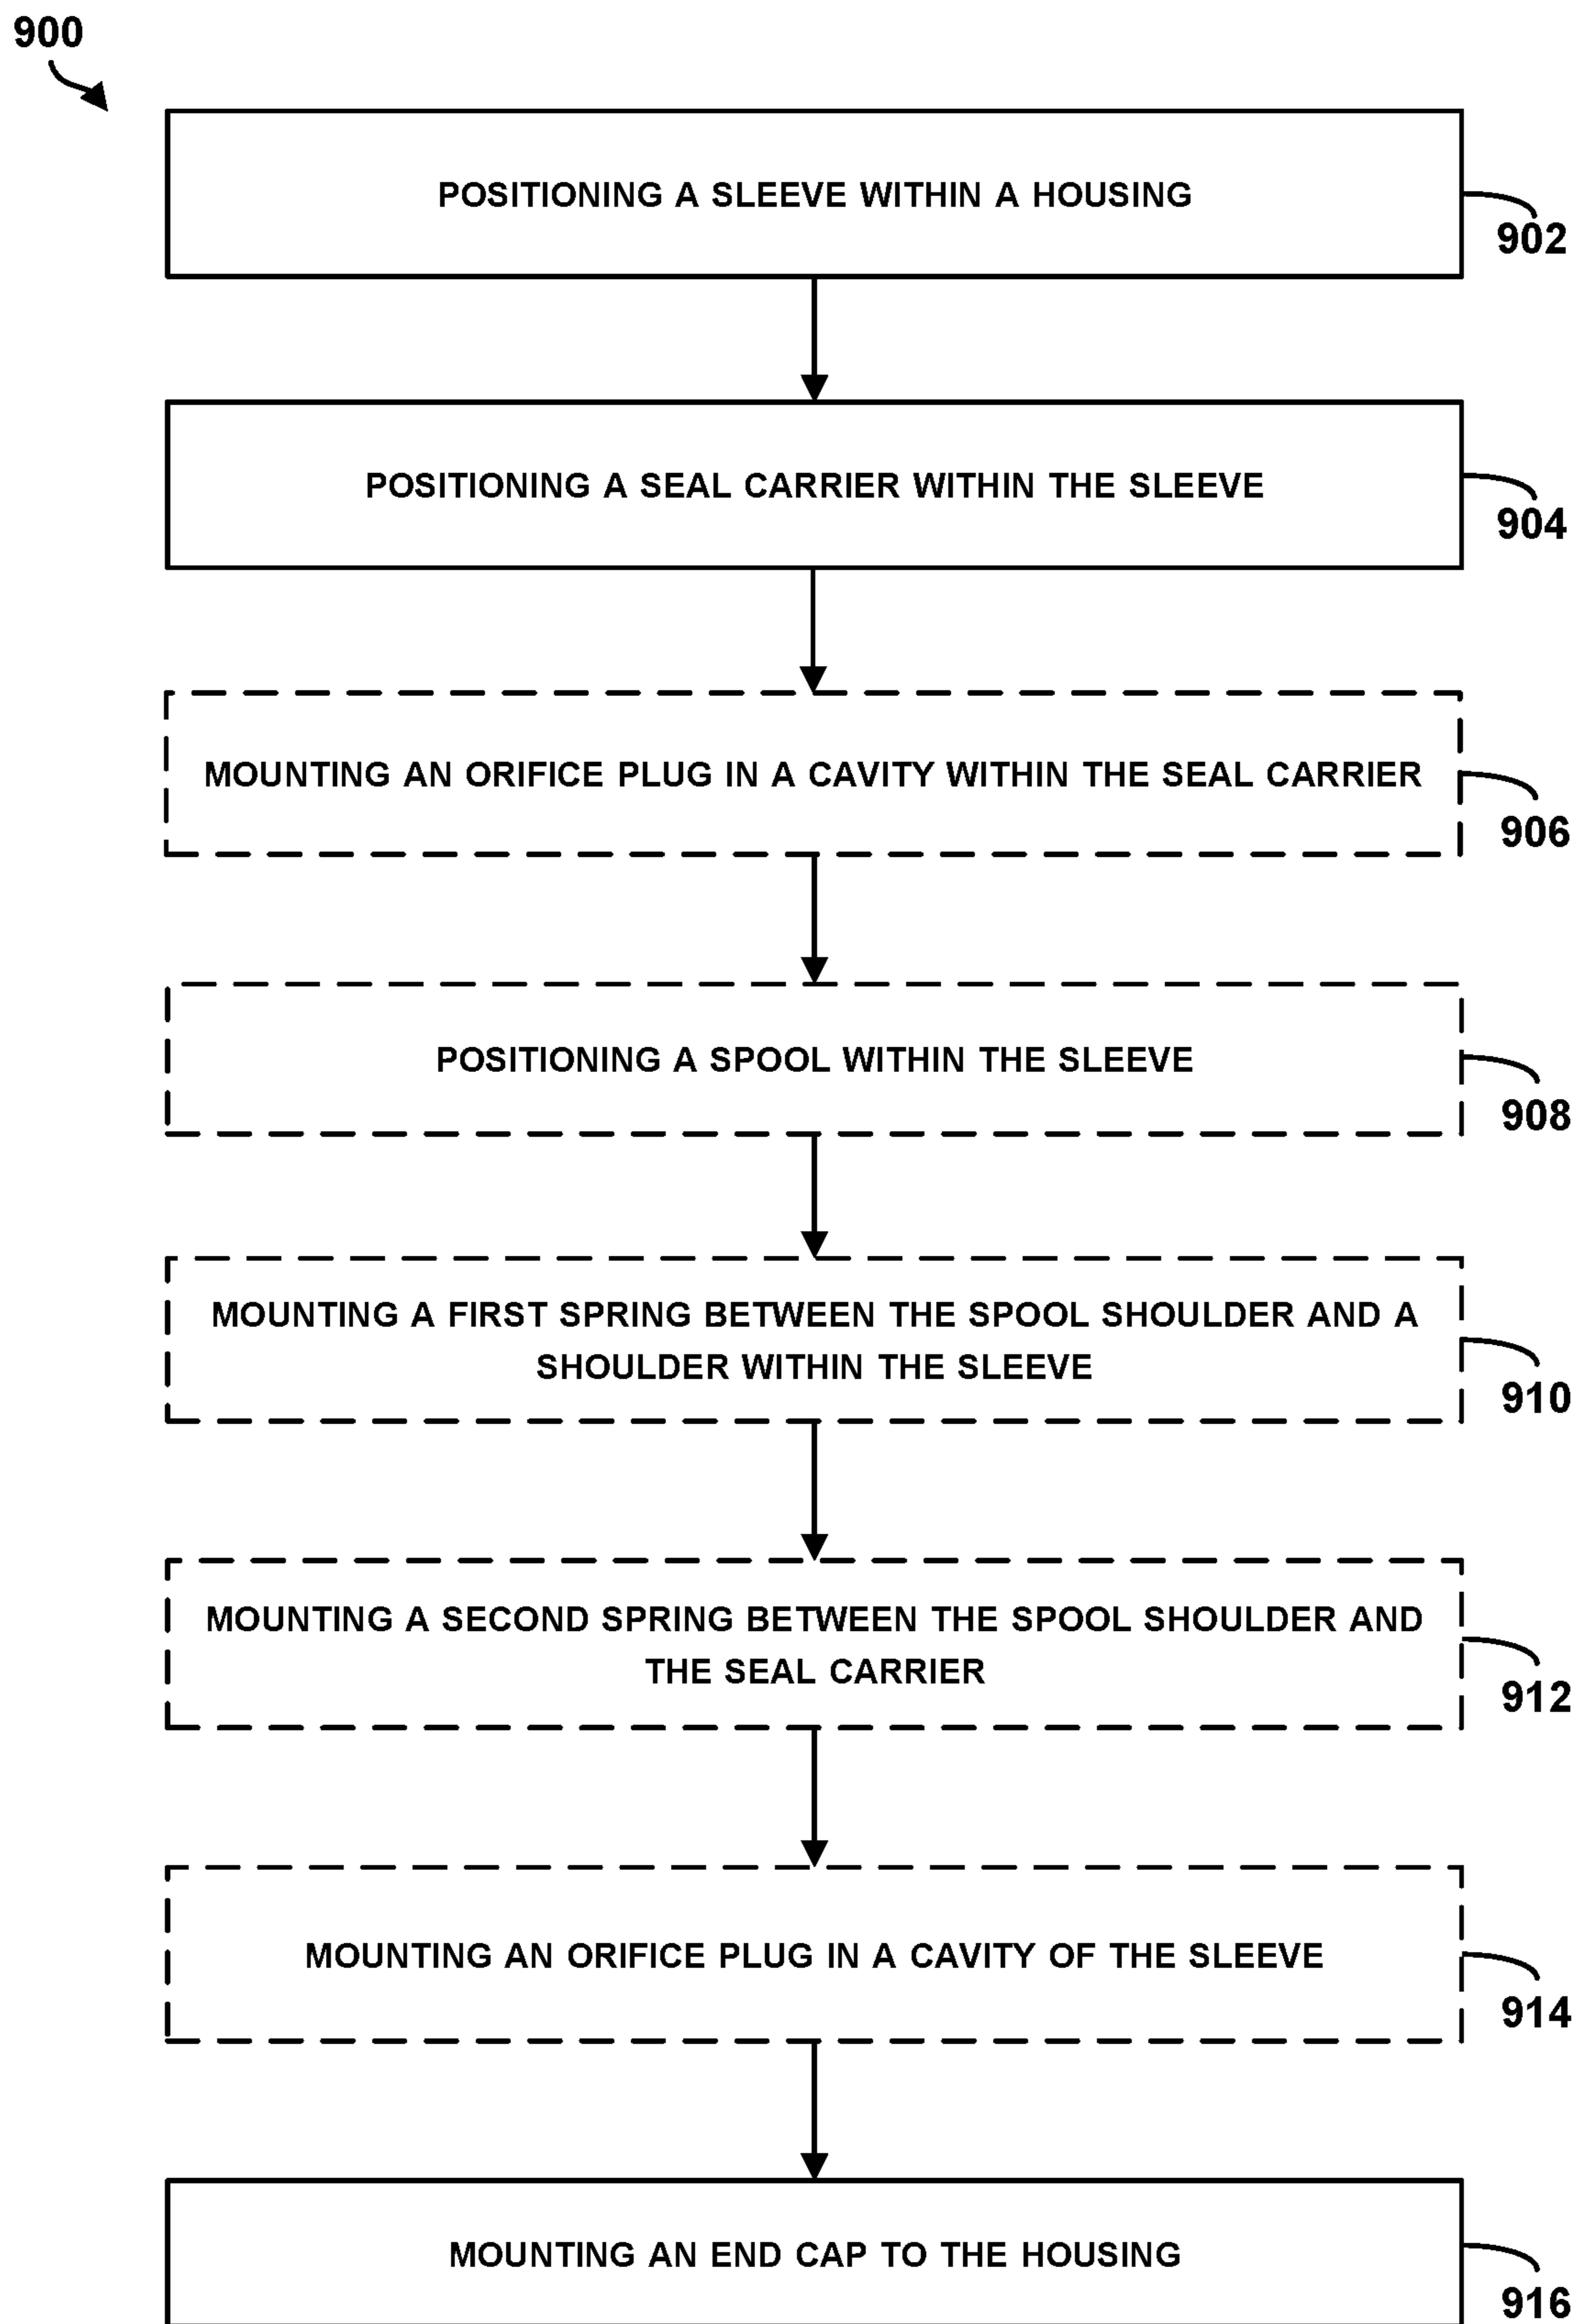 900
POSITIONING A SLEEVE WITHIN A HOUSING
902
POSITIONING A SEAL CARRIER WITHIN THE SLEEVE
904
MOUNTING AN ORIFICE PLUG IN A CAVITY WITHIN THE SEAL CARRIER
906
POSITIONING A SPOOL WITHIN THE SLEEVE
908
MOUNTING A FIRST SPRING BETWEEN THE SPOOL SHOULDER AND A
SHOULDER WITHIN THE SLEEVE
910
MOUNTING A SECOND SPRING BETWEEN THE SPOOL SHOULDER AND
THE SEAL CARRIER
912
MOUNTING AN ORIFICE PLUG IN A CAVITY OF THE SLEEVE
914
MOUNTING AN END CAP TO THE HOUSING
916